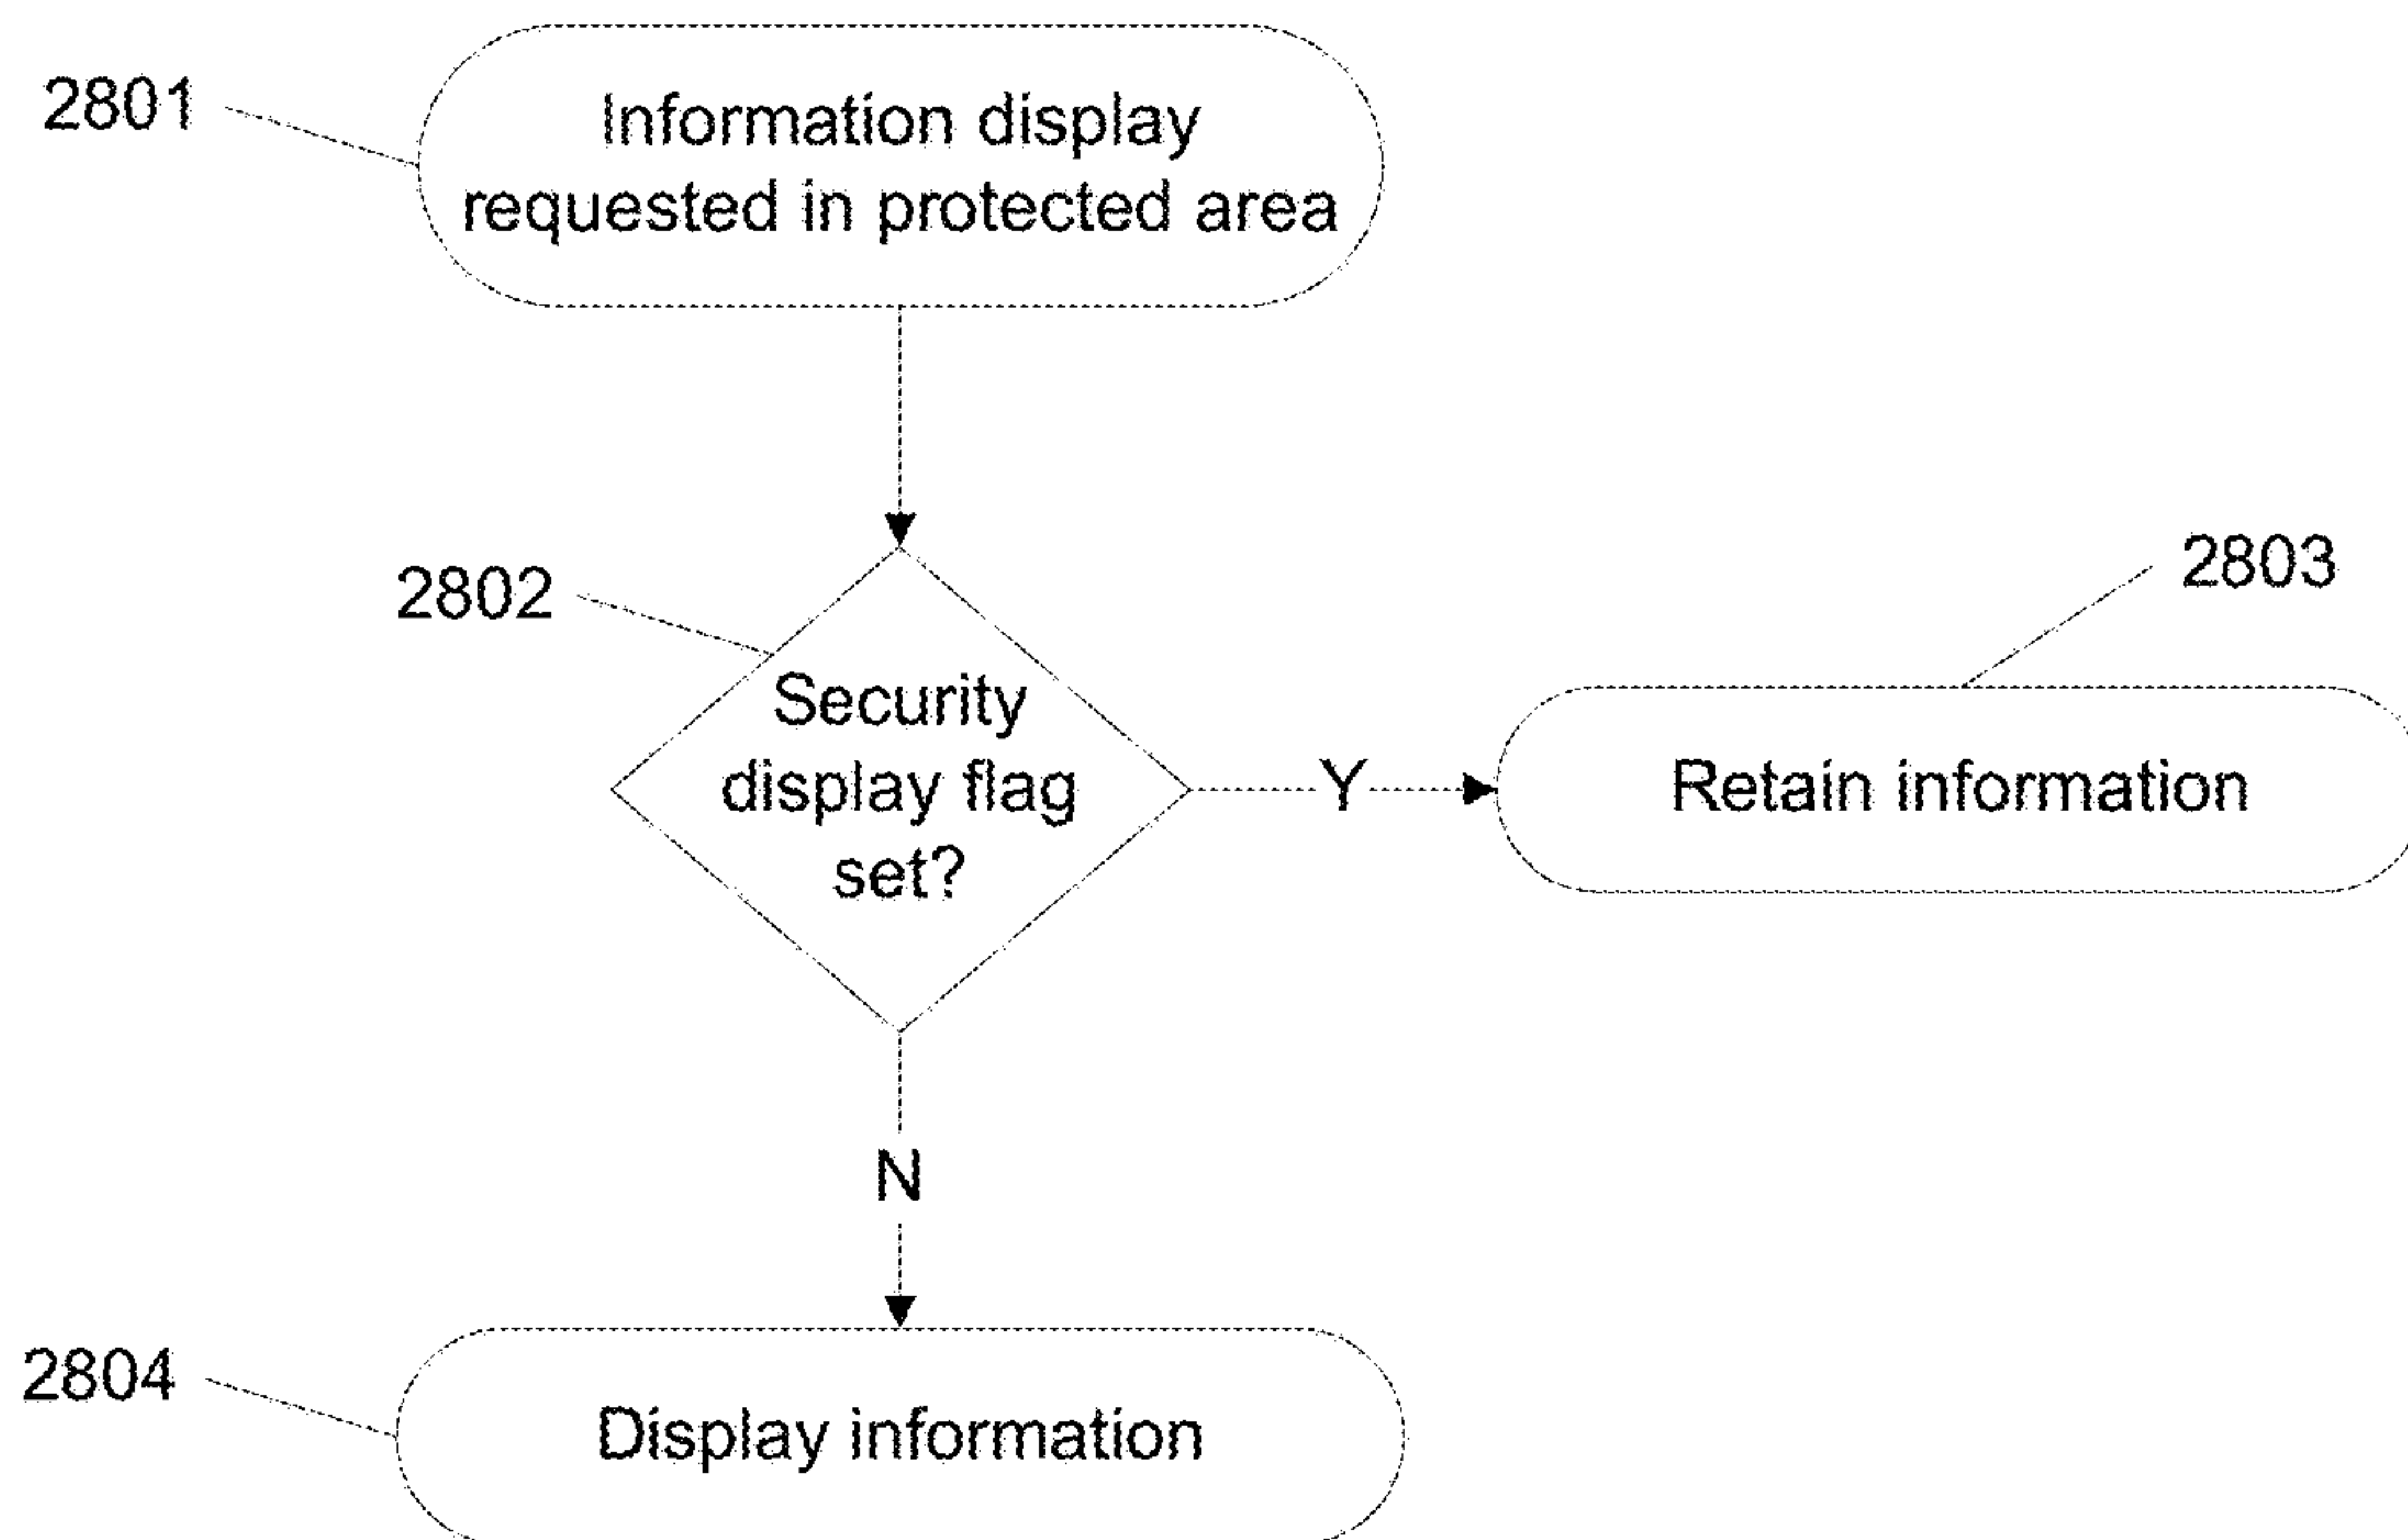 2801
Information display
requested in protected area
2802
Security
display flag
set?
Y
2803
Retain information
N
2804
Display information